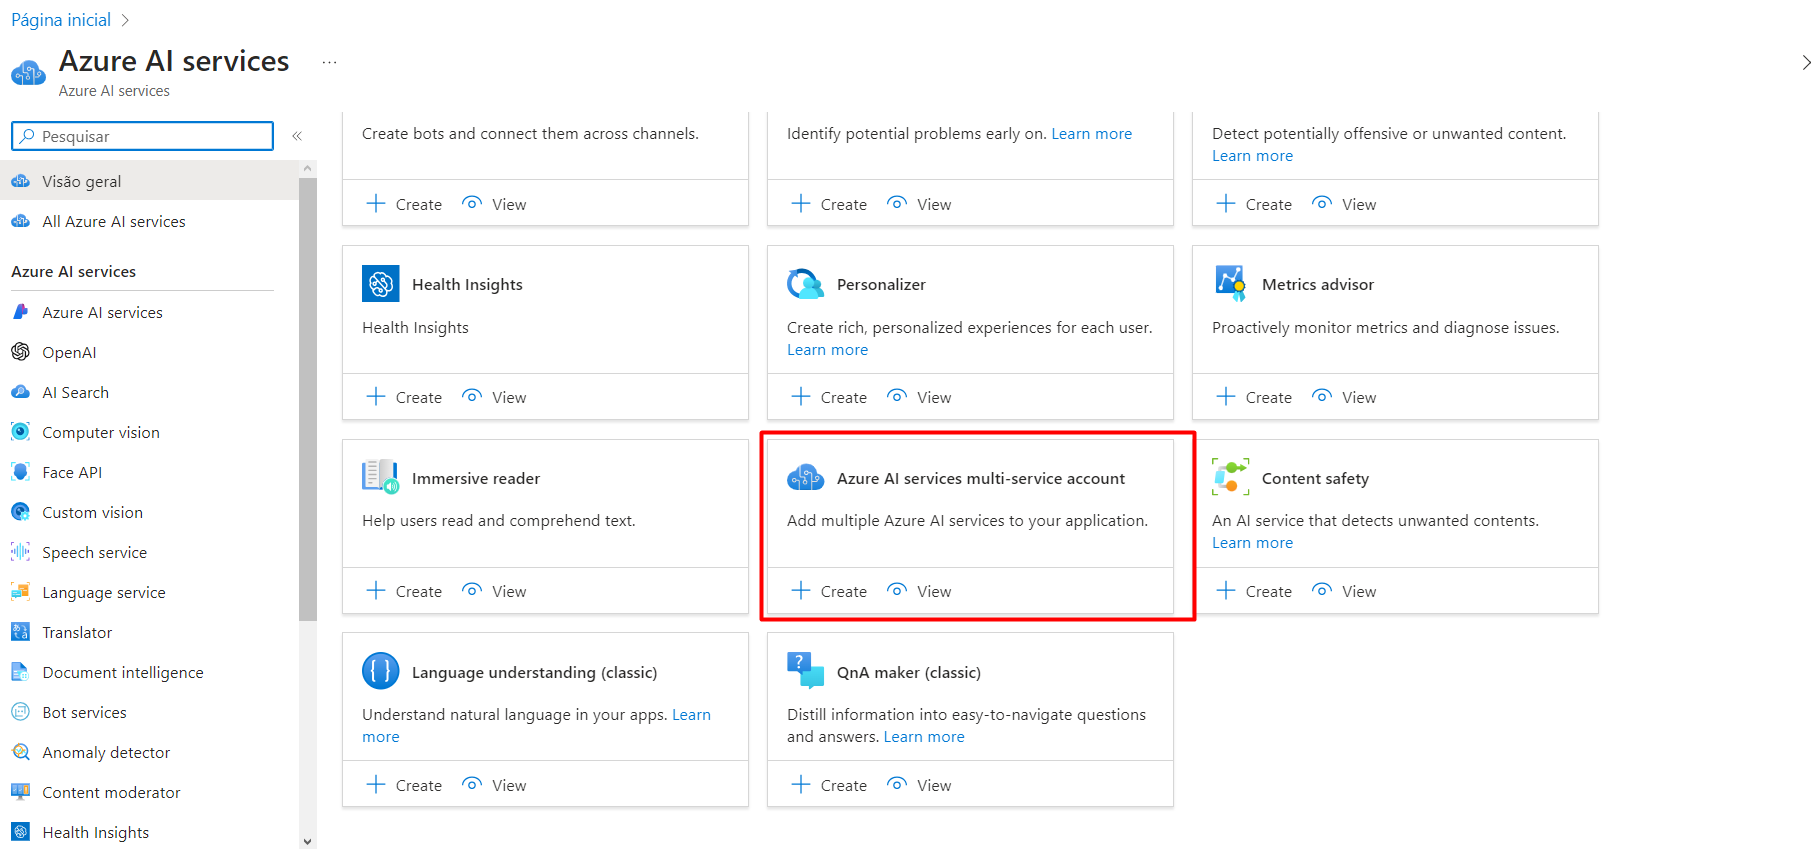 Página inicial
Azure AI services
...
Azure AI services
Pesquisar
Visão geral
All Azure AI services
Azure AI services
Azure AI services
OpenAI
AI Search
Computer vision
Face API
Custom vision
Speech service
Language service
Translator
Document intelligence
Bot services
Anomaly detector
Content moderator
Health Insights
Create bots and connect them across channels.
Create View
Identify potential problems early on. Learn more
Create View
Detect potentially offensive or unwanted content.
Learn more
Create View
Health Insights
Health Insights
Create View
Personalizer
Create rich, personalized experiences for each user.
Learn more
Create View
Metrics advisor
Proactively monitor metrics and diagnose issues.
Create View
Immersive reader
Help users read and comprehend text.
Create View
Azure AI services multi-service account
Add multiple Azure AI services to your application.
Create View
Content safety
An AI service that detects unwanted contents.
Learn more
Create View
Language understanding (classic)
Understand natural language in your apps. Learn
more
Create View
QnA maker (classic)
Distill information into easy-to-navigate questions
and answers. Learn more
Create View